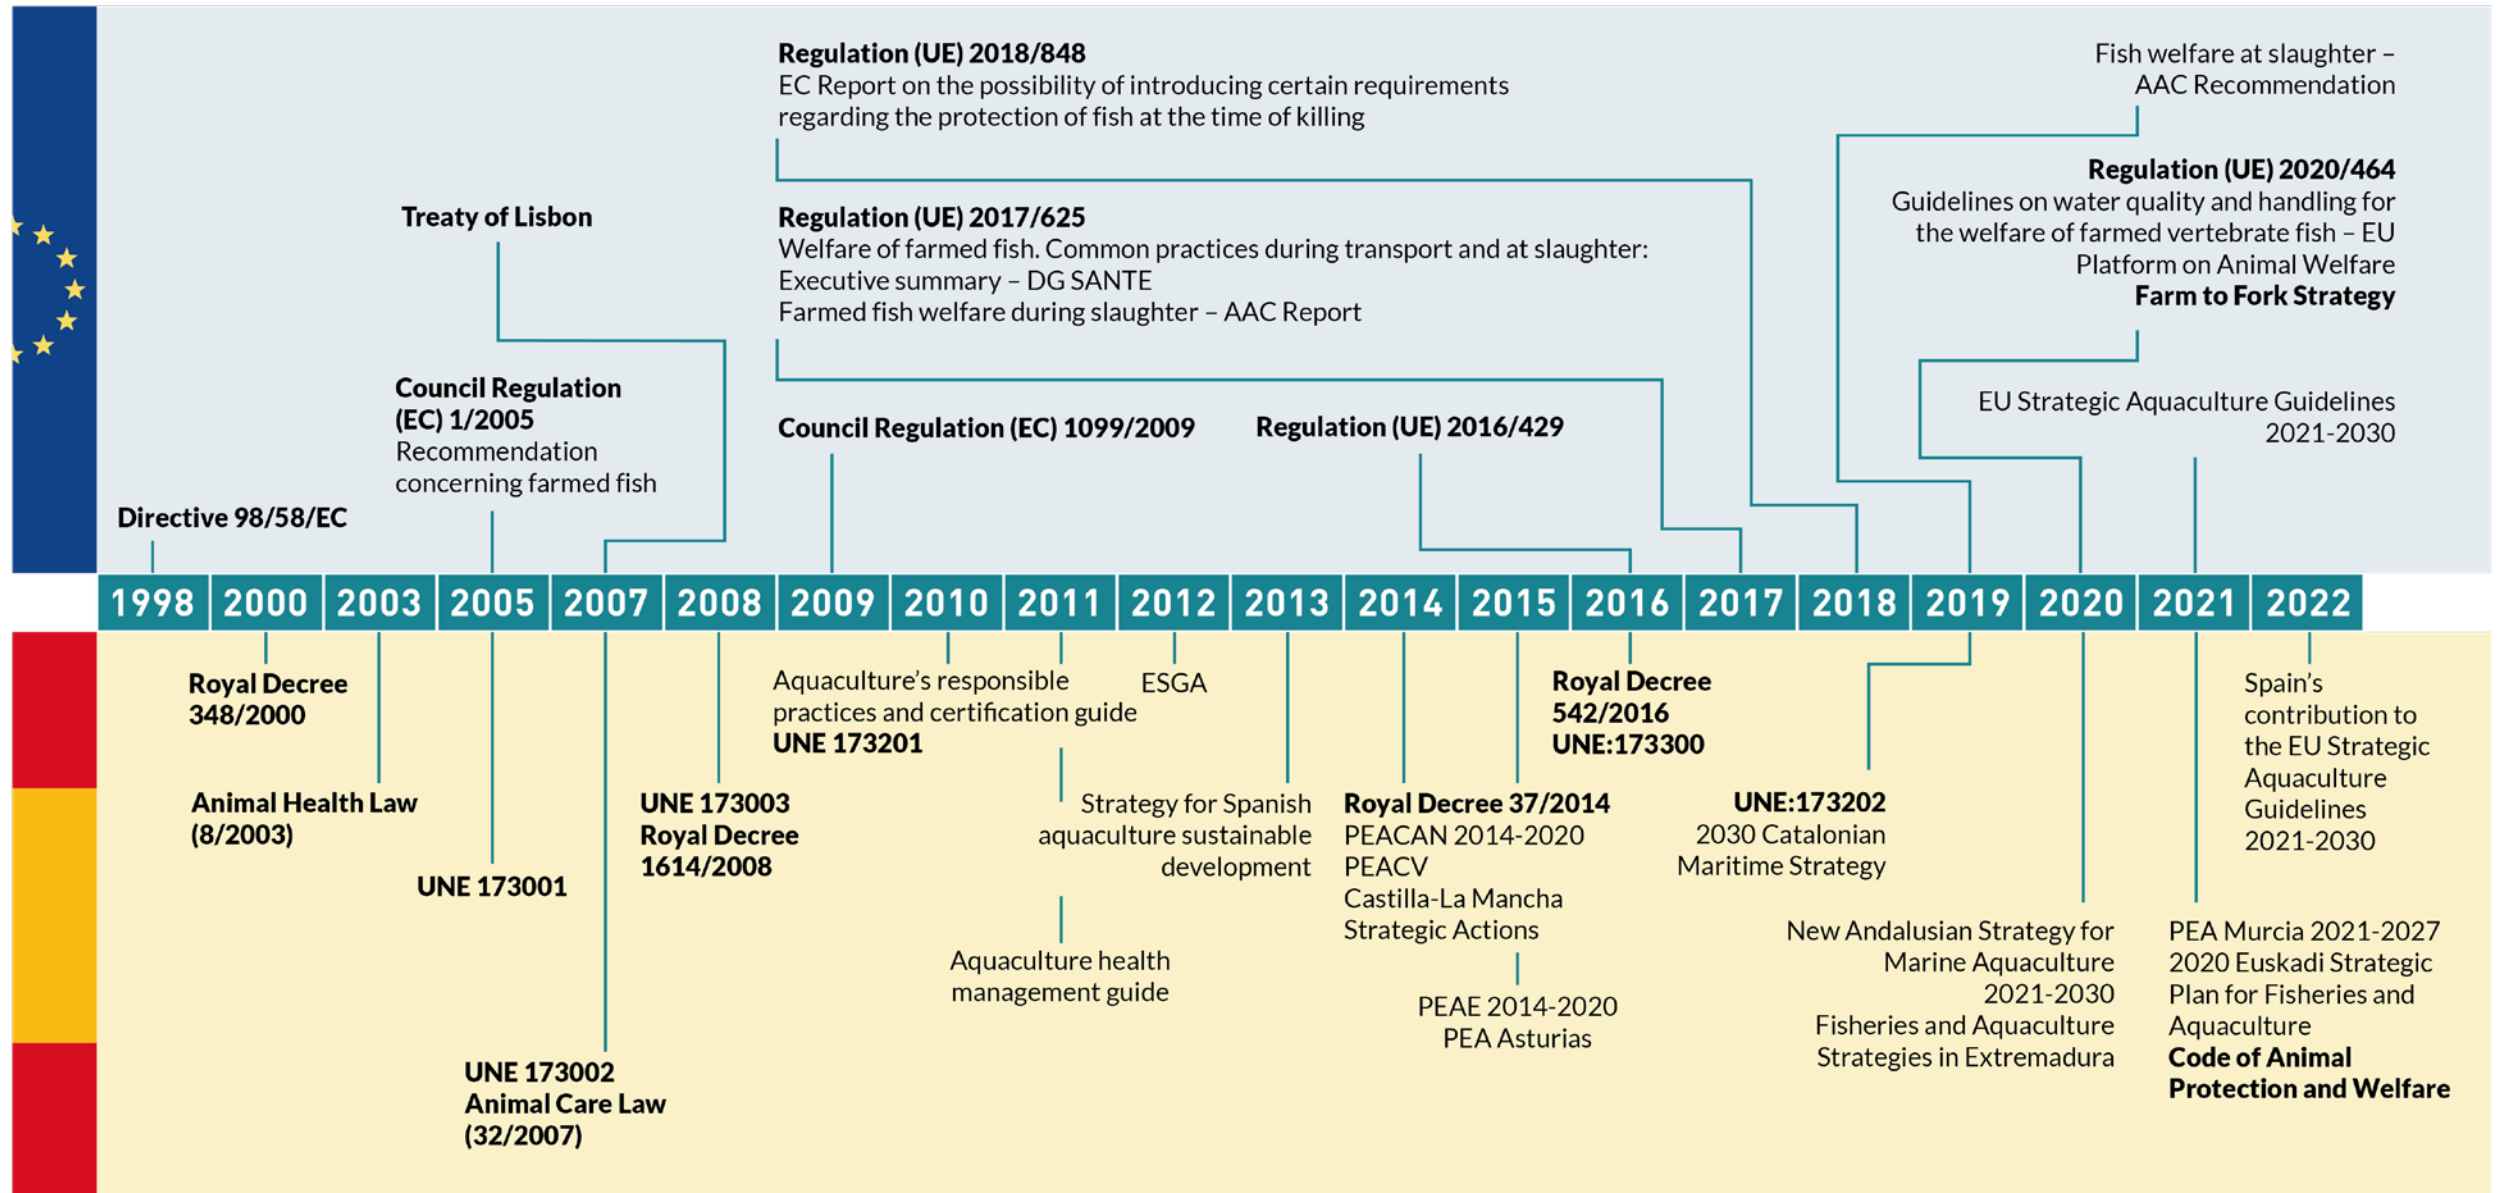 Regulation (UE) 2018/848
EC Report on the possibility of introducing certain requirements
regarding the protection of fish at the time of killing
Fish welfare at slaughter –
AAC Recommendation
Regulation (UE) 2020/464
Guidelines on water quality and handling for
the welfare of farmed vertebrate fish – EU
Platform on Animal Welfare
Farm to Fork Strategy
Treaty of Lisbon
Regulation (UE) 2017/625
Welfare of farmed fish. Common practices during transport and at slaughter:
Executive summary – DG SANTE
Farmed fish welfare during slaughter – AAC Report
Council Regulation
(EC) 1/2005
Recommendation
concerning farmed fish
Council Regulation (EC) 1099/2009
Regulation (UE) 2016/429
EU Strategic Aquaculture Guidelines
2021-2030
Directive 98/58/EC
1998 2000 2003 2005 2007 2008 2009 2010 2011 2012 2013 2014 2015 2016 2017 2018 2019 2020 2021 2022
Royal Decree
348/2000
Animal Health Law
(8/2003)
UNE 173001
UNE 173002
Animal Care Law
(32/2007)
UNE 173003
Royal Decree
1614/2008
Aquaculture's responsible
practices and certification guide
UNE 173201
Aquaculture health
management guide
ESGA
Strategy for Spanish
aquaculture sustainable
development
Royal Decree 37/2014
PEACAN 2014-2020
PEACV
Castilla-La Mancha
Strategic Actions
PEAE 2014-2020
PEA Asturias
Royal Decree
542/2016
UNE:173300
UNE:173202
2030 Catalonian
Maritime Strategy
New Andalusian Strategy for
Marine Aquaculture
2021-2030
Fisheries and Aquaculture
Strategies in Extremadura
PEA Murcia 2021-2027
2020 Euskadi Strategic
Plan for Fisheries and
Aquaculture
Code of Animal
Protection and Welfare
Spain's
contribution to
the EU Strategic
Aquaculture
Guidelines
2021-2030